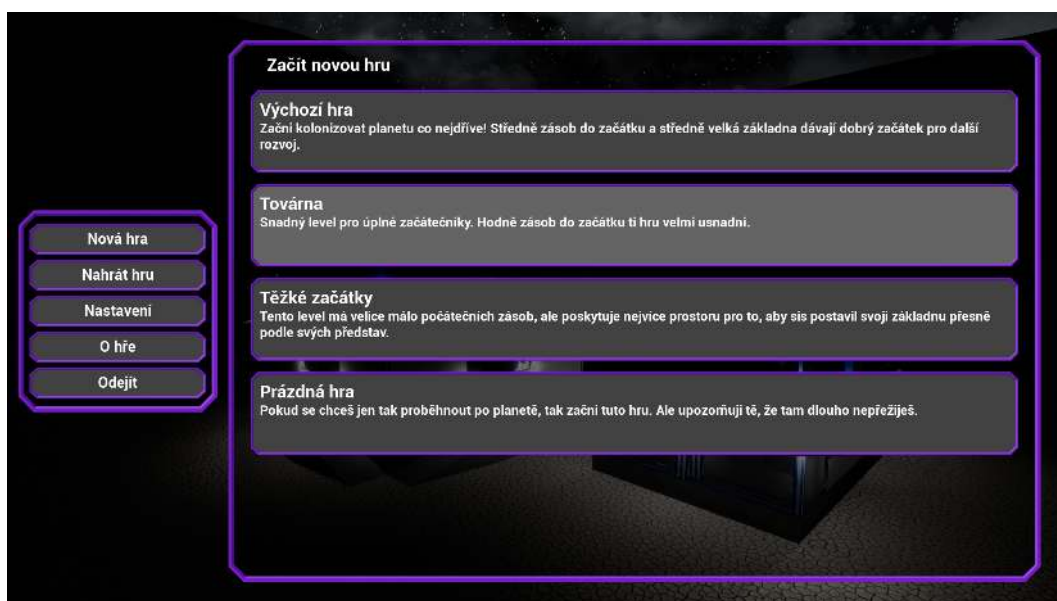 Začít novou hru
Výchozí hra
Začni kolonizovat planetu co nejdříve! Středně zásob do začátku a středně velká základna dávají dobrý začátek pro další
rozvoj.
Továrna
Snadný level pro úplné začátečníky. Hodně zásob do začátku ti hru velmi usnadní.
Těžké začátky
Tento level má velice málo počátečních zásob, ale poskytuje nejvíce prostoru pro to, aby sis postavil svoji základnu přesně
podle svých představ.
Prázdná hra
Pokud se chceš jen tak proběhnout po planetě, tak začni tuto hru. Ale upozorňuji tě, že tam dlouho nepřežiješ.
Nová hra
Nahrát hru
Nastavení
O hře
Odejít